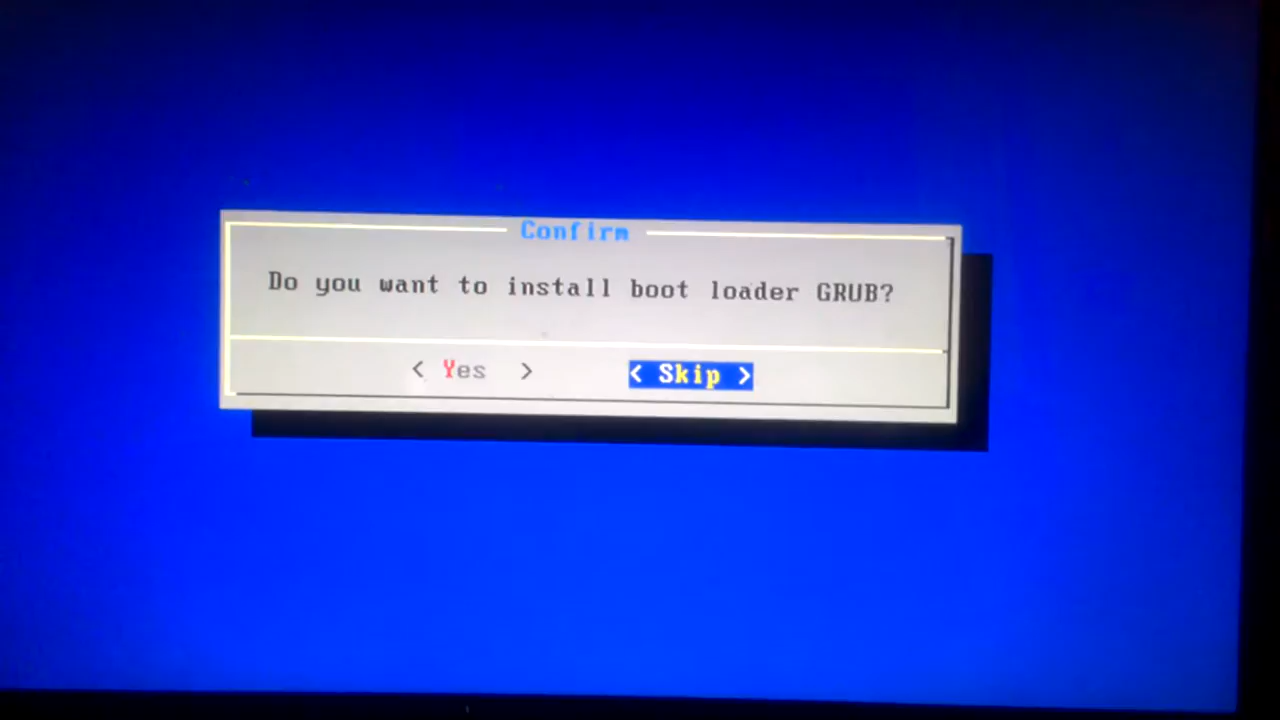 Confirm
Do you want to install boot loader GRUB?
< Yes > < Skip >